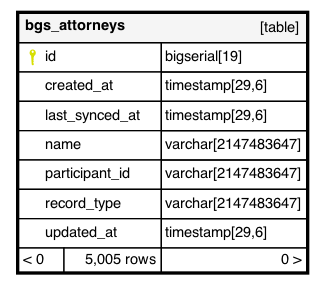 bgs_attorneys [table]
id bigserial[19]
created_at timestamp[29,6]
last_synced_at timestamp[29,6]
name varchar[2147483647]
participant_id varchar[2147483647]
record_type varchar[2147483647]
updated_at timestamp[29,6]
< 0 5,005 rows 0 >